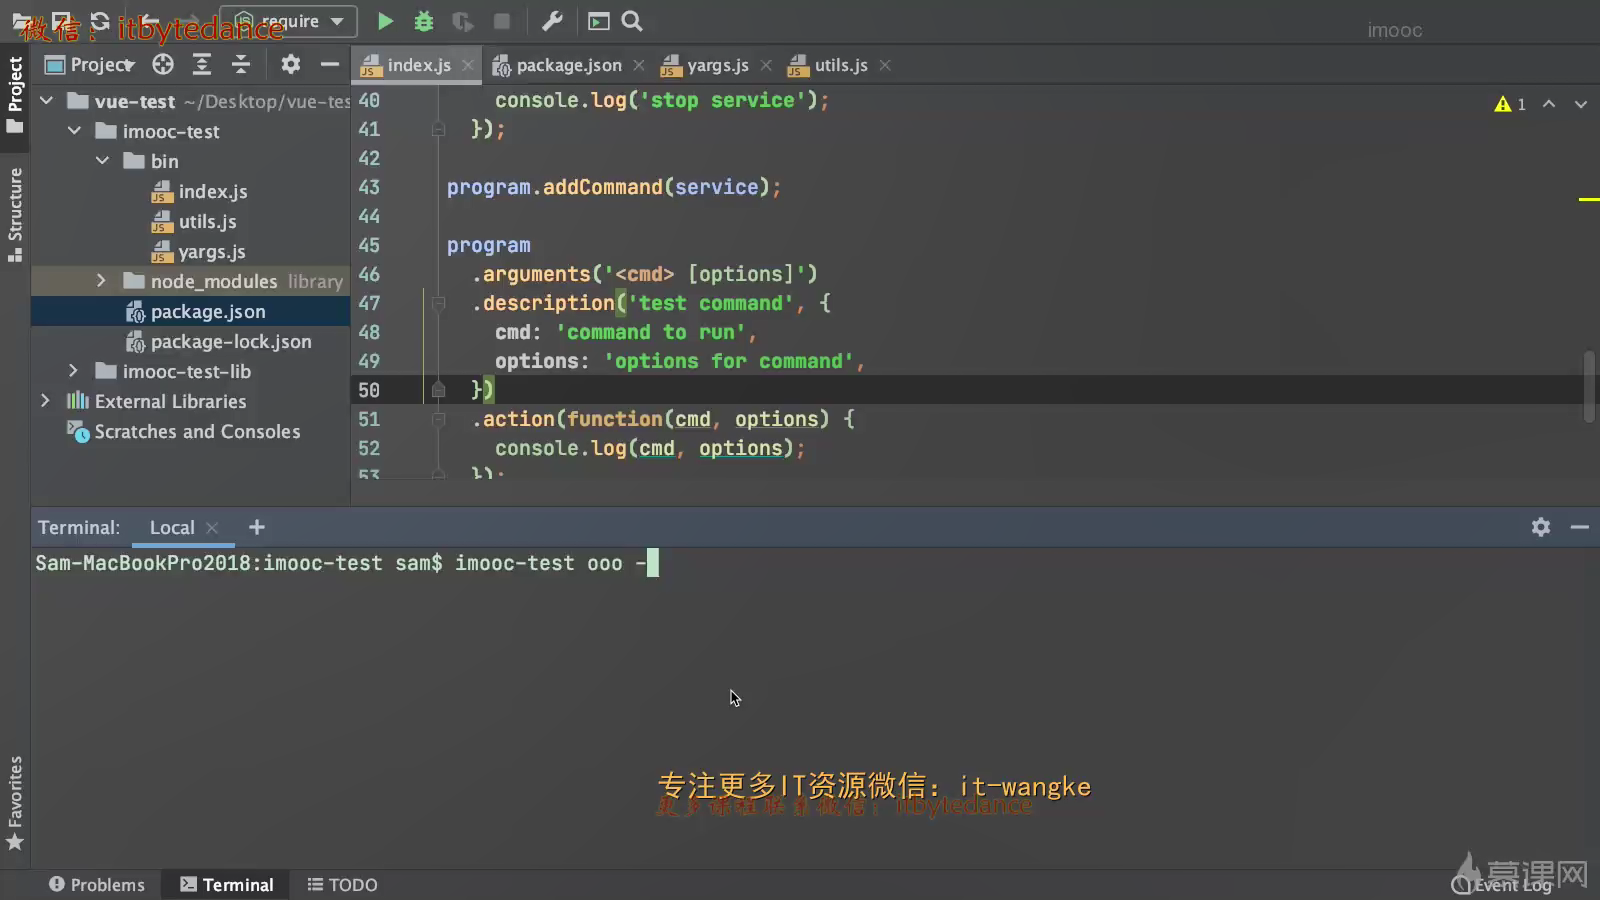 require
微信：itbytedance
imooc
Project
index.js
package.json
yargs.js
utils.js
Project
Structure
Favorites
vue-test ~/Desktop/vue-tes
imooc-test
bin
index.js
utils.js
yargs.js
node_modules library
package.json
package-lock.json
imooc-test-lib
External Libraries
Scratches and Consoles
1
40 console.log('stop service');
41 });
42
43 program.addCommand(service);
44
45 program
46 .arguments('<cmd> [options]')
47 .description('test command', {
48 cmd: 'command to run',
49 options: 'options for command',
50 })
51 .action(function(cmd, options) {
52 console.log(cmd, options);
53 });
Terminal: Local
Sam-MacBookPro2018:imooc-test sam$ imooc-test ooo -
专注更多IT资源微信：it-wangke
更多课程联系微信：itbytedance
慕课网
Problems
Terminal
TODO
Event Log